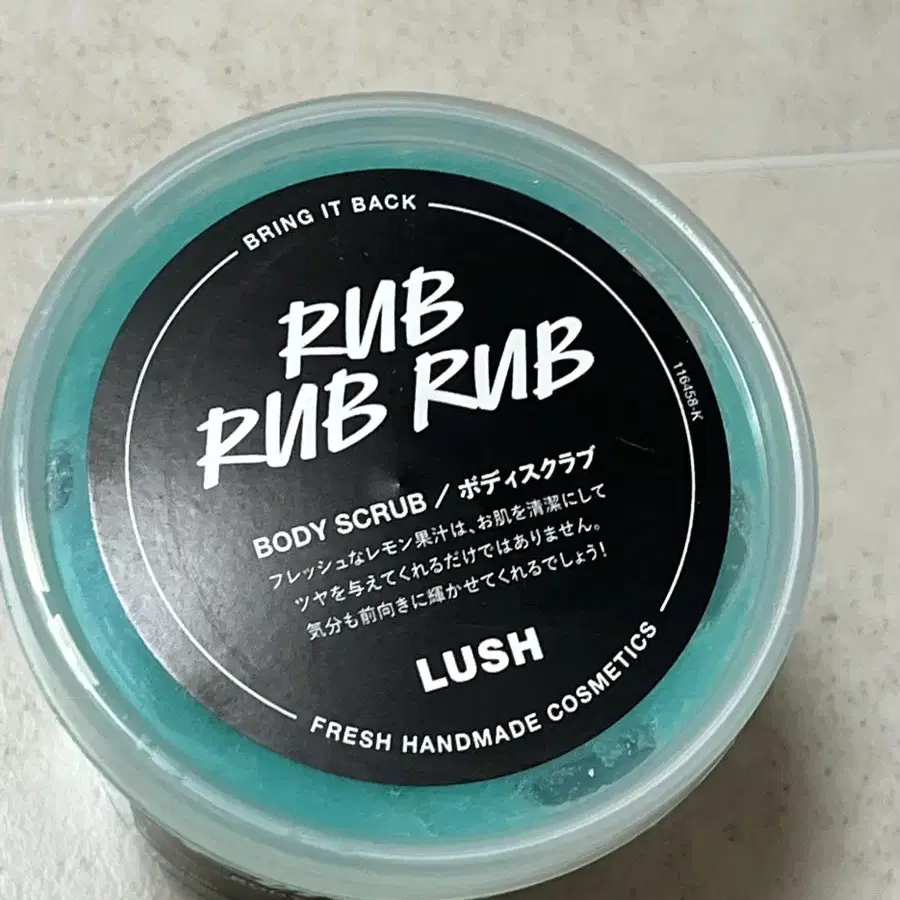 BRING IT BACK
RUB
RUB RUB
116458-K
BODY SCRUB / ボディスクラブ
フレッシュなレモン果汁は、お肌を清潔にして
ツヤを与えてくれるだけではありません。
気分も前向きに輝かせてくれるでしょう!
LUSH
FRESH HANDMADE COSMETICS